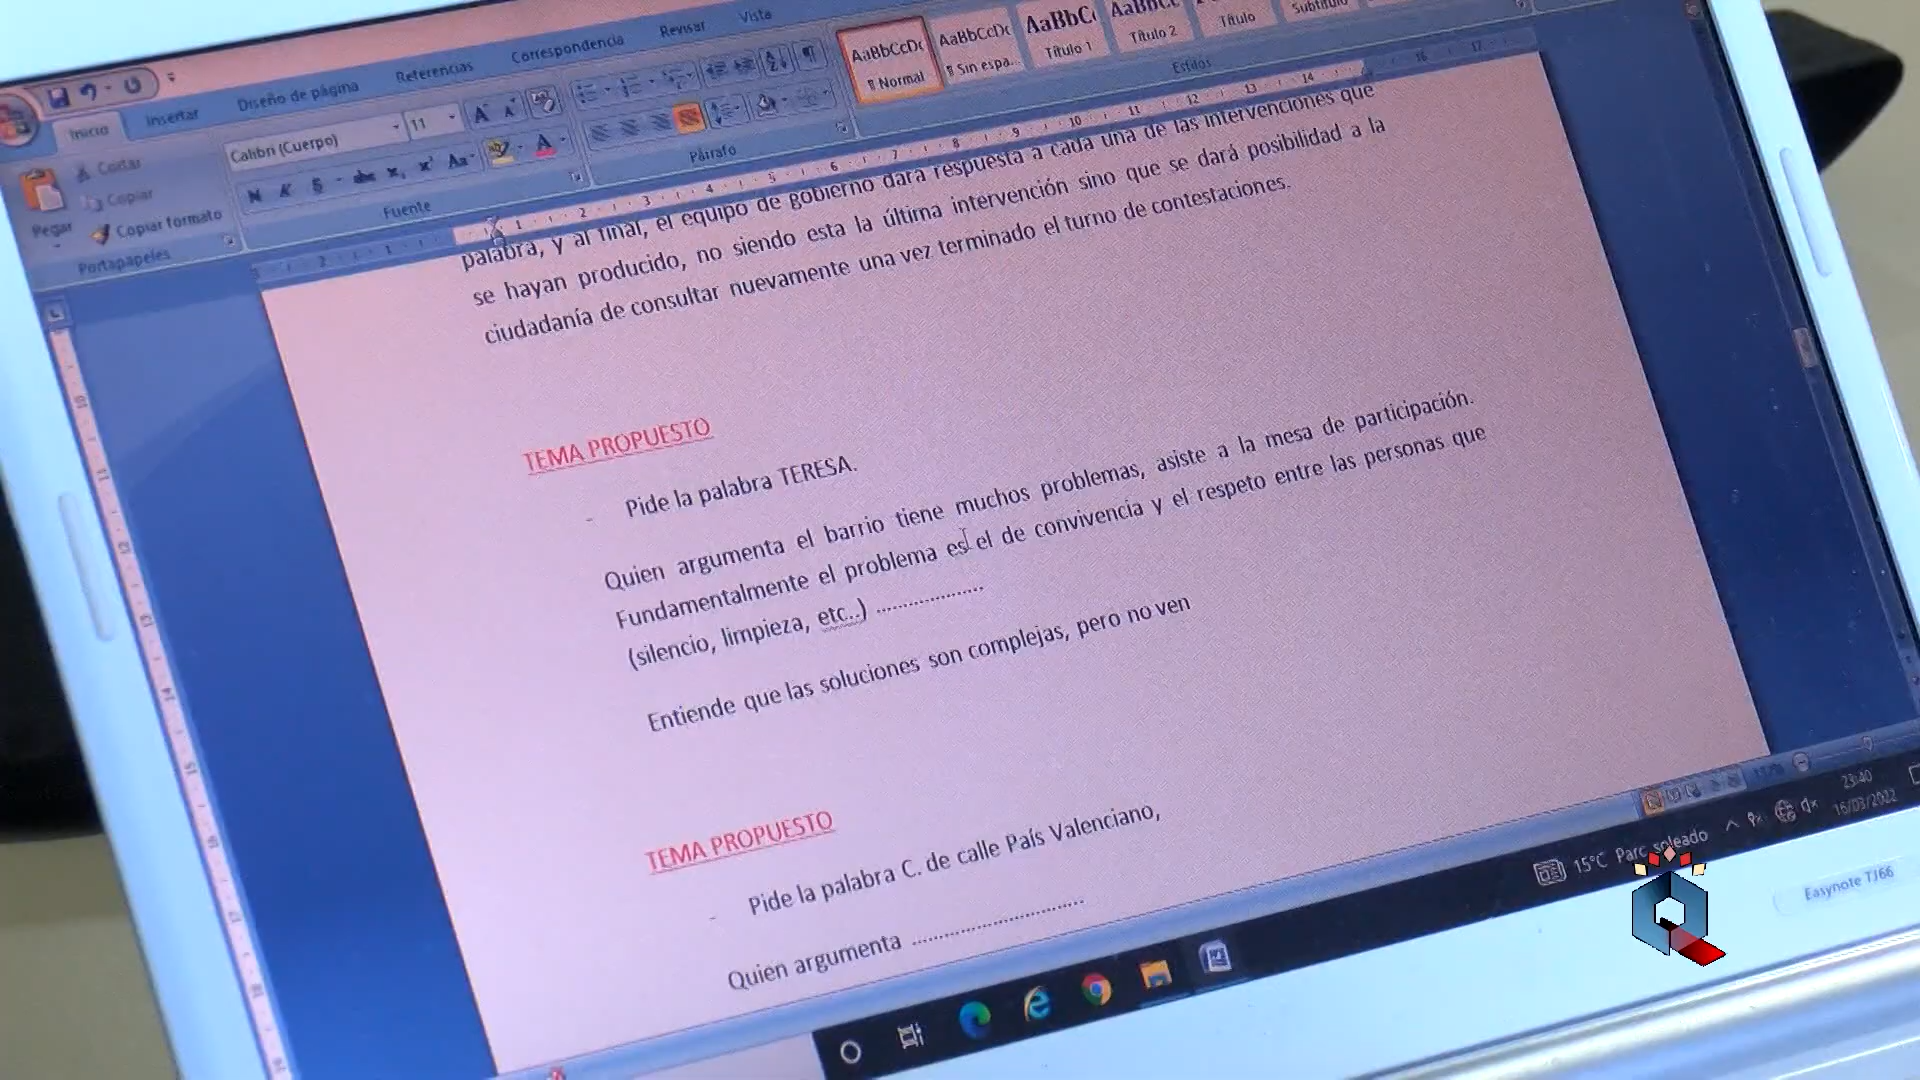 Inicio Insertar Diseño de página Referencias Correspondencia Revisar Vista
Pegar
Cortar
Copiar
Copiar formato
Portapapeles
Calibri (Cuerpo) 11
Fuente
Párrafo
AaBbCcDc AaBbCcDc AaBbC AaBbCc
¶ Normal ¶ Sin espa... Título 1 Título 2 Título Subtítulo
Estilos
palabra, y al final, el equipo de gobierno dará respuesta a cada una de las intervenciones que
se hayan producido, no siendo esta la última intervención sino que se dará posibilidad a la
ciudadanía de consultar nuevamente una vez terminado el turno de contestaciones.
TEMA PROPUESTO
- Pide la palabra TERESA.
Quien argumenta el barrio tiene muchos problemas, asiste a la mesa de participación.
Fundamentalmente el problema es el de convivencia y el respeto entre las personas que
(silencio, limpieza, etc..) ....................
Entiende que las soluciones son complejas, pero no ven
TEMA PROPUESTO
- Pide la palabra C. de calle País Valenciano,
Quien argumenta ..............................
15°C Parc. soleado
23:40
16/03/2022
Easynote TJ66